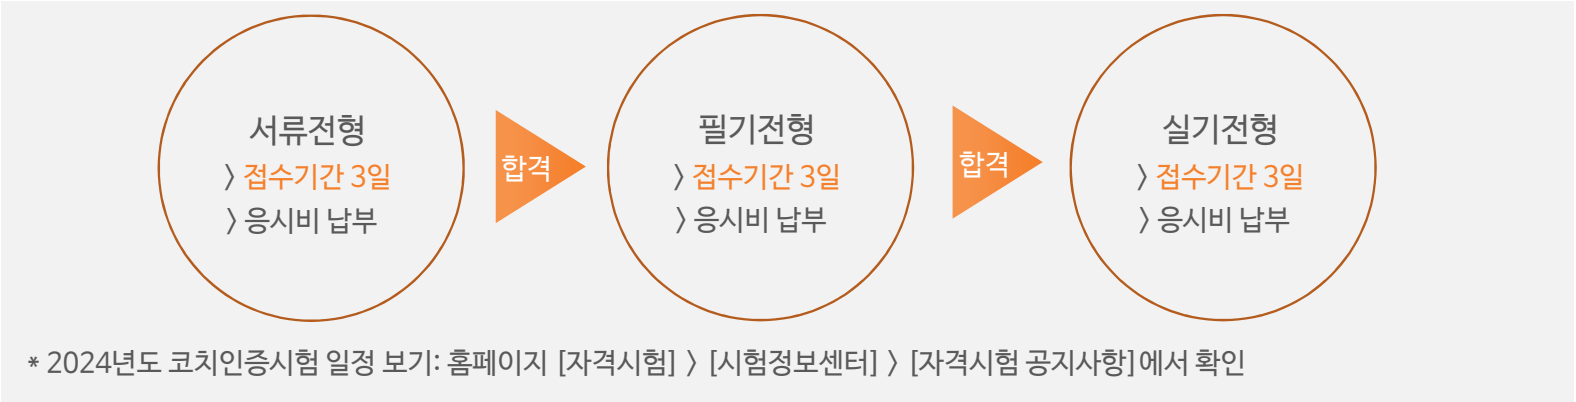 서류전형
> 접수기간 3일
> 응시비 납부
합격
필기전형
> 접수기간 3일
> 응시비 납부
합격
실기전형
> 접수기간 3일
> 응시비 납부
* 2024년도 코치인증시험 일정 보기: 홈페이지 [자격시험] > [시험정보센터] > [자격시험 공지사항]에서 확인